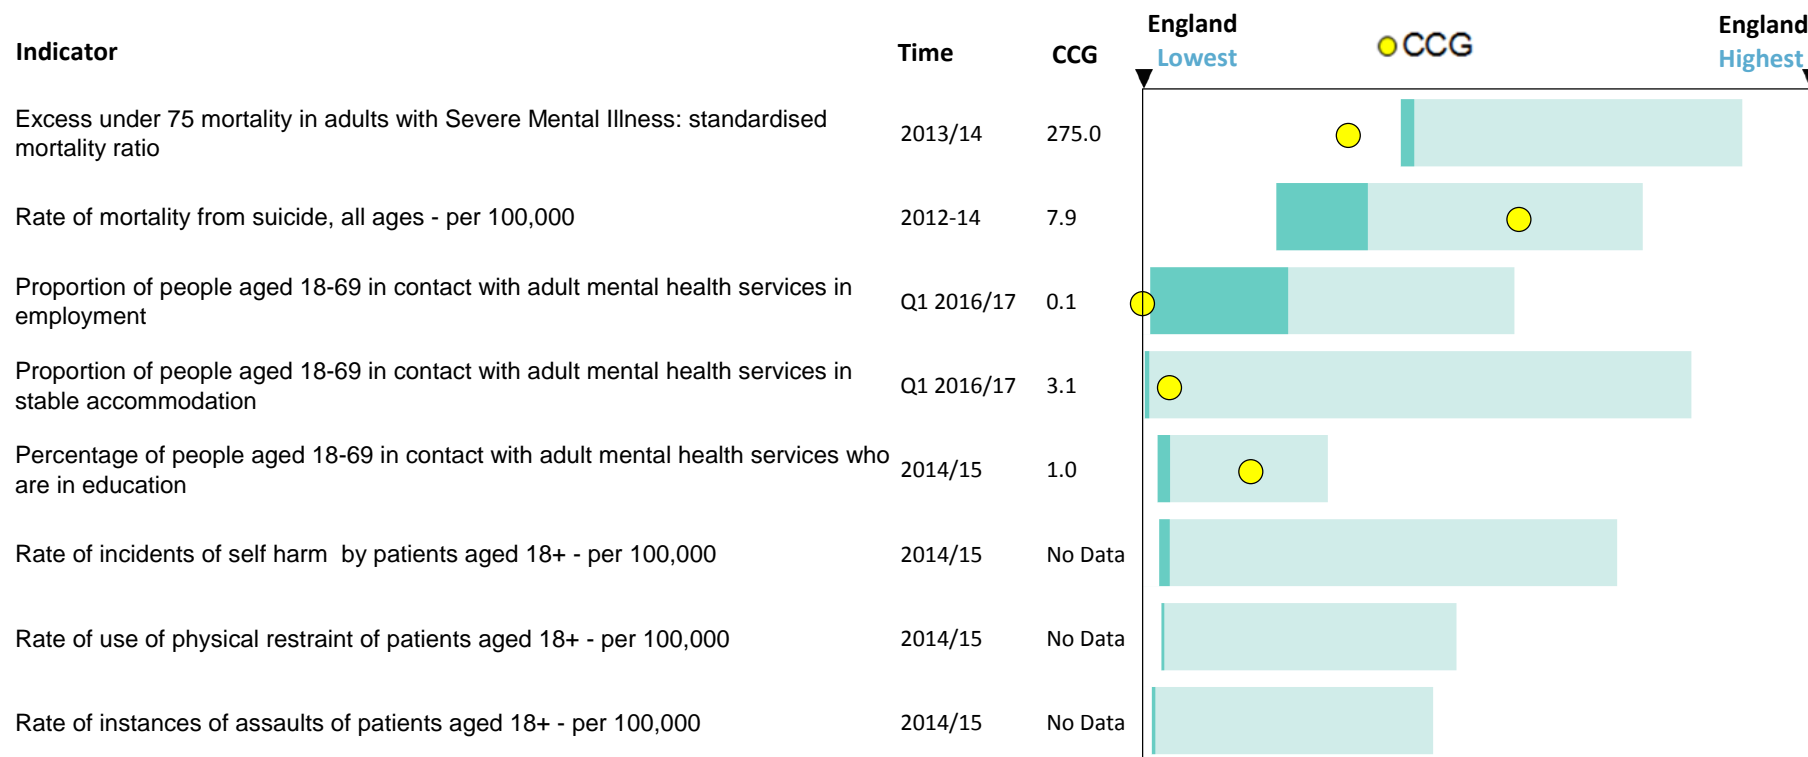 England
England
Indicator Time CCG Lowest CCG Highest
Excess under 75 mortality in adults with Severe Mental Illness: standardised
mortality ratio
2013/14 275.0
Rate of mortality from suicide, all ages - per 100,000 2012-14 7.9
Proportion of people aged 18-69 in contact with adult mental health services in
employment
Q1 2016/17 0.1
Proportion of people aged 18-69 in contact with adult mental health services in
stable accommodation
Q1 2016/17 3.1
Percentage of people aged 18-69 in contact with adult mental health services who
are in education
2014/15 1.0
Rate of incidents of self harm  by patients aged 18+ - per 100,000 2014/15 No Data
Rate of use of physical restraint of patients aged 18+ - per 100,000 2014/15 No Data
Rate of instances of assaults of patients aged 18+ - per 100,000 2014/15 No Data